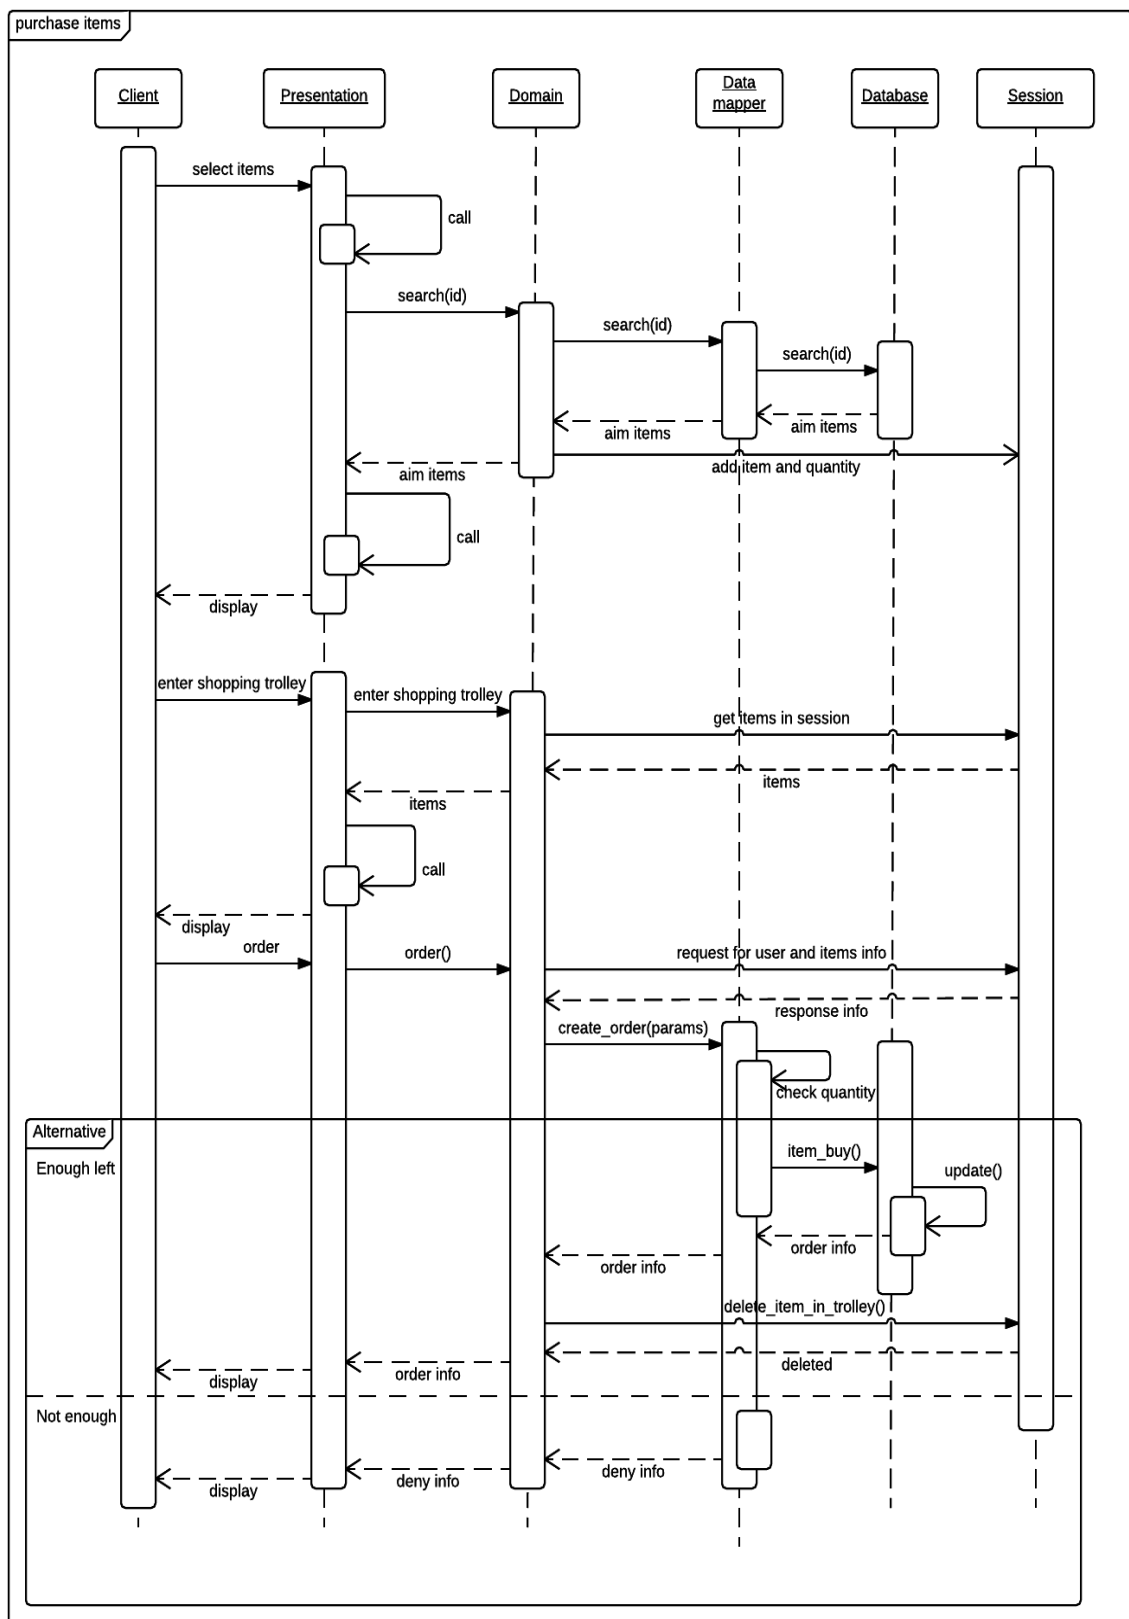 purchase items
Client
Presentation
Domain
Data
mapper
Database
Session
select items
call
search(id)
search(id)
search(id)
aim items
aim items
aim items
add item and quantity
call
display
enter shopping trolley
enter shopping trolley
get items in session
items
items
call
display
order
order()
request for user and items info
response info
create_order(params)
check quantity
Alternative
Enough left
item_buy()
update()
order info
order info
delete_item_in_trolley()
deleted
order info
display
Not enough
deny info
deny info
display